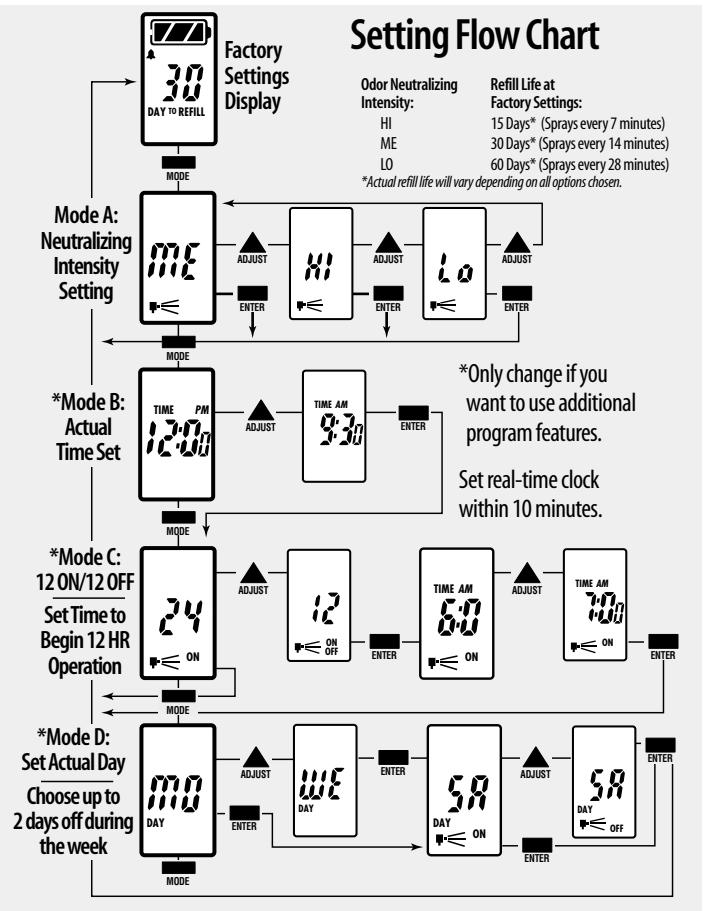 Setting Flow Chart
Factory
Settings
Display
30
DAY TO REFILL
MODE
Odor Neutralizing
Intensity:
Refill Life at
Factory Settings:
HI
15 Days* (Sprays every 7 minutes)
ME
30 Days* (Sprays every 14 minutes)
LO
60 Days* (Sprays every 28 minutes)
*Actual refill life will vary depending on all options chosen.
Mode A:
Neutralizing
Intensity
Setting
ME
ADJUST
HI
ADJUST
Lo
ADJUST
ENTER
ENTER
ENTER
MODE
*Mode B:
Actual
Time Set
TIME PM
12:00
ADJUST
TIME AM
9:30
ENTER
MODE
*Only change if you
want to use additional
program features.
Set real-time clock
within 10 minutes.
*Mode C:
12 ON/12 OFF
Set Time to
Begin 12 HR
Operation
24
ON
ADJUST
12
ON
OFF
ENTER
TIME AM
6:0
ON
ADJUST
TIME AM
7:00
ON
ENTER
MODE
*Mode D:
Set Actual Day
Choose up to
2 days off during
the week
MO
DAY
ADJUST
WE
DAY
ENTER
SA
DAY
ON
ADJUST
SA
DAY
OFF
ENTER
ENTER
ENTER
MODE